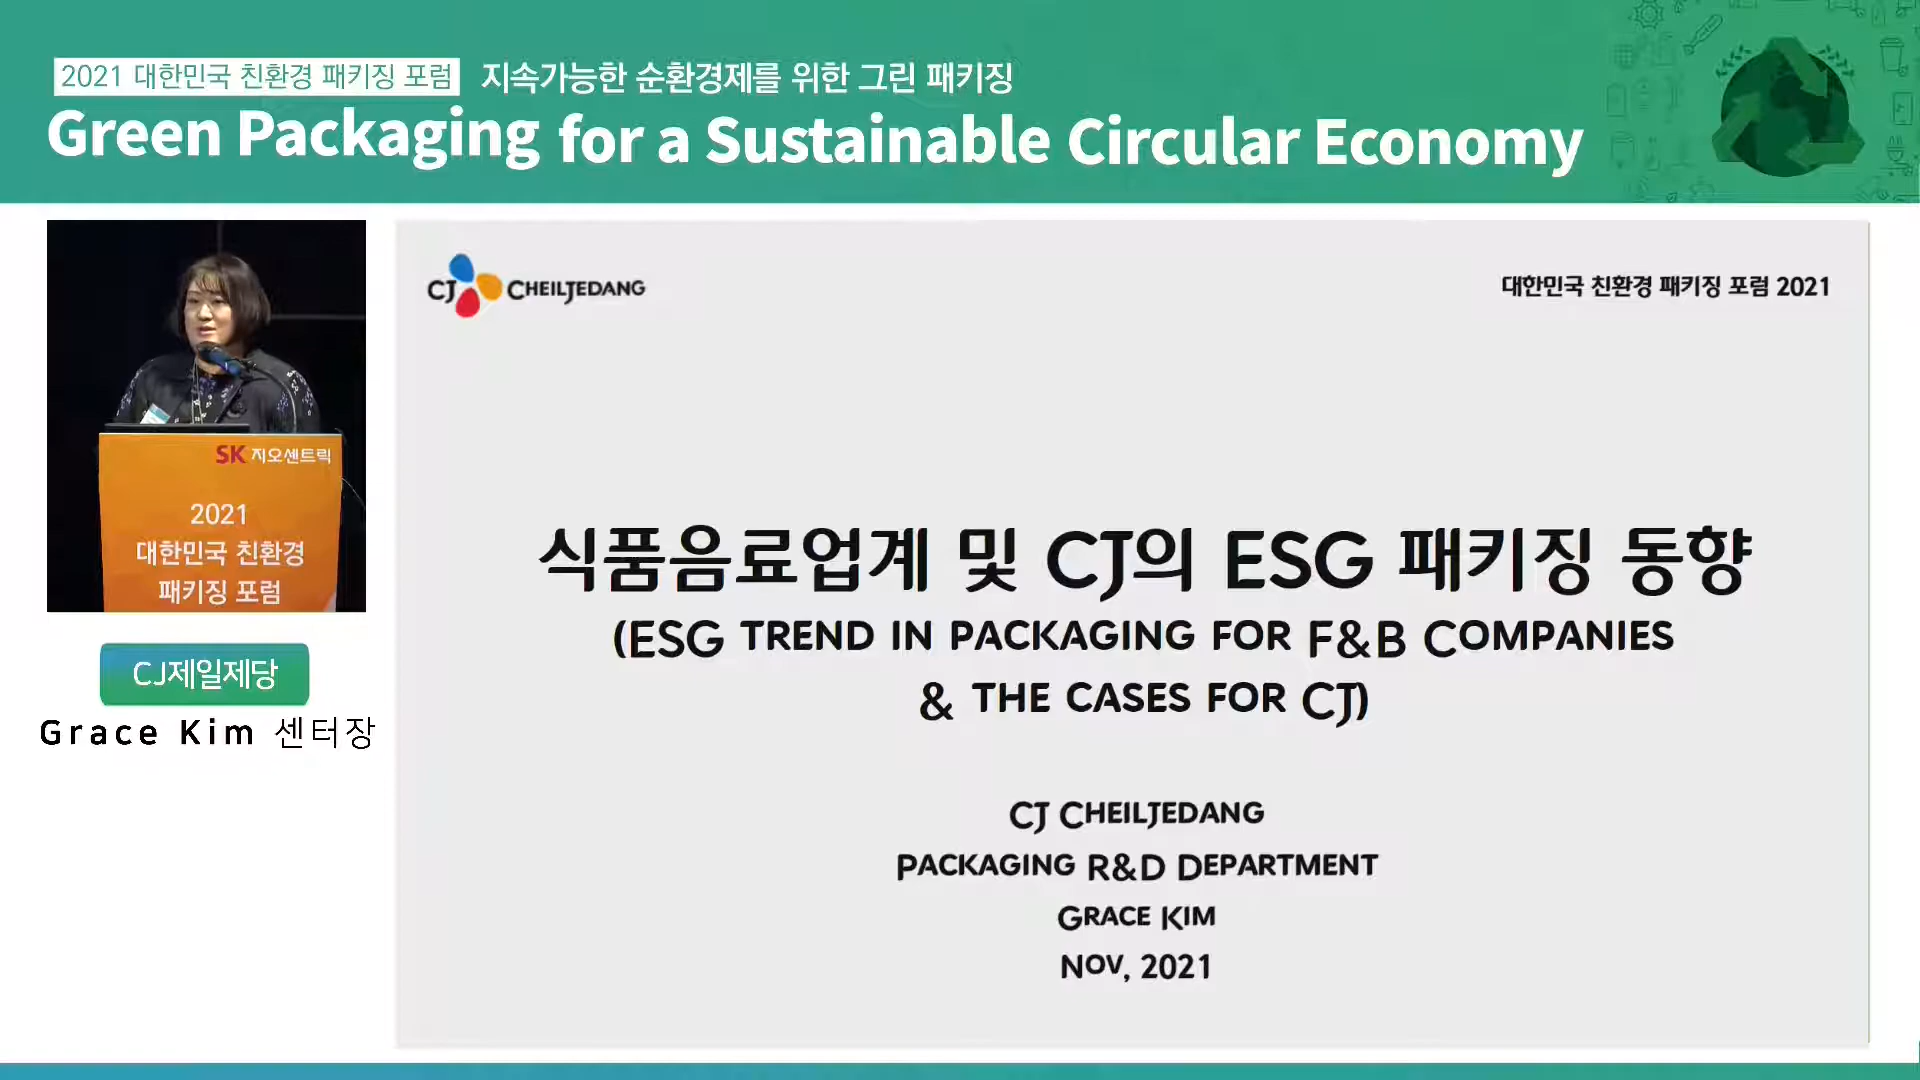 2021 대한민국 친환경 패키징 포럼 지속가능한 순환경제를 위한 그린 패키징
Green Packaging for a Sustainable Circular Economy
CJ CHEILJEDANG
대한민국 친환경 패키징 포럼 2021
SK 지오센트릭
2021
대한민국 친환경
패키징 포럼
CJ제일제당
Grace Kim 센터장
식품음료업계 및 CJ의 ESG 패키징 동향
(ESG TREND IN PACKAGING FOR F&B COMPANIES
& THE CASES FOR CJ)
CJ CHEILJEDANG
PACKAGING R&D DEPARTMENT
GRACE KIM
NOV, 2021